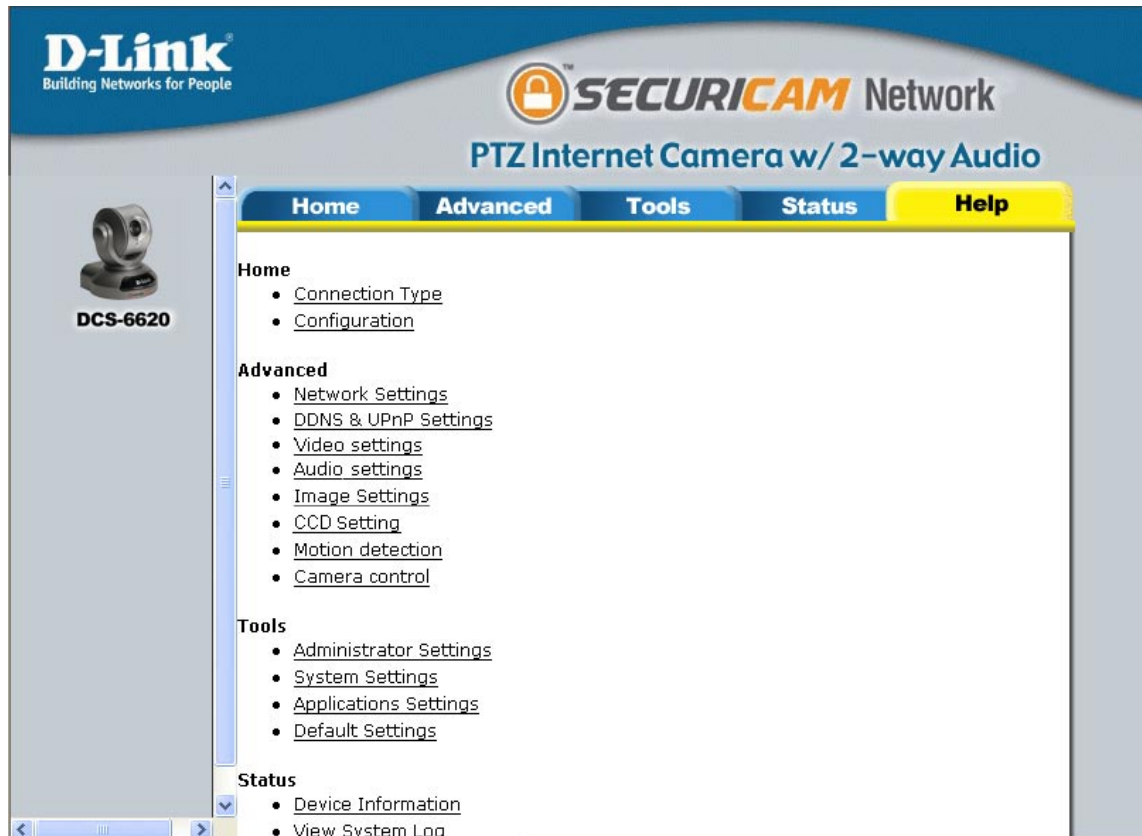 D-Link®
Building Networks for People
SECURICAM™ Network
PTZ Internet Camera w/ 2-way Audio
Home
Advanced
Tools
Status
Help
DCS-6620
Home
Connection Type
Configuration
Advanced
Network Settings
DDNS & UPnP Settings
Video settings
Audio settings
Image Settings
CCD Setting
Motion detection
Camera control
Tools
Administrator Settings
System Settings
Applications Settings
Default Settings
Status
Device Information
View System Log